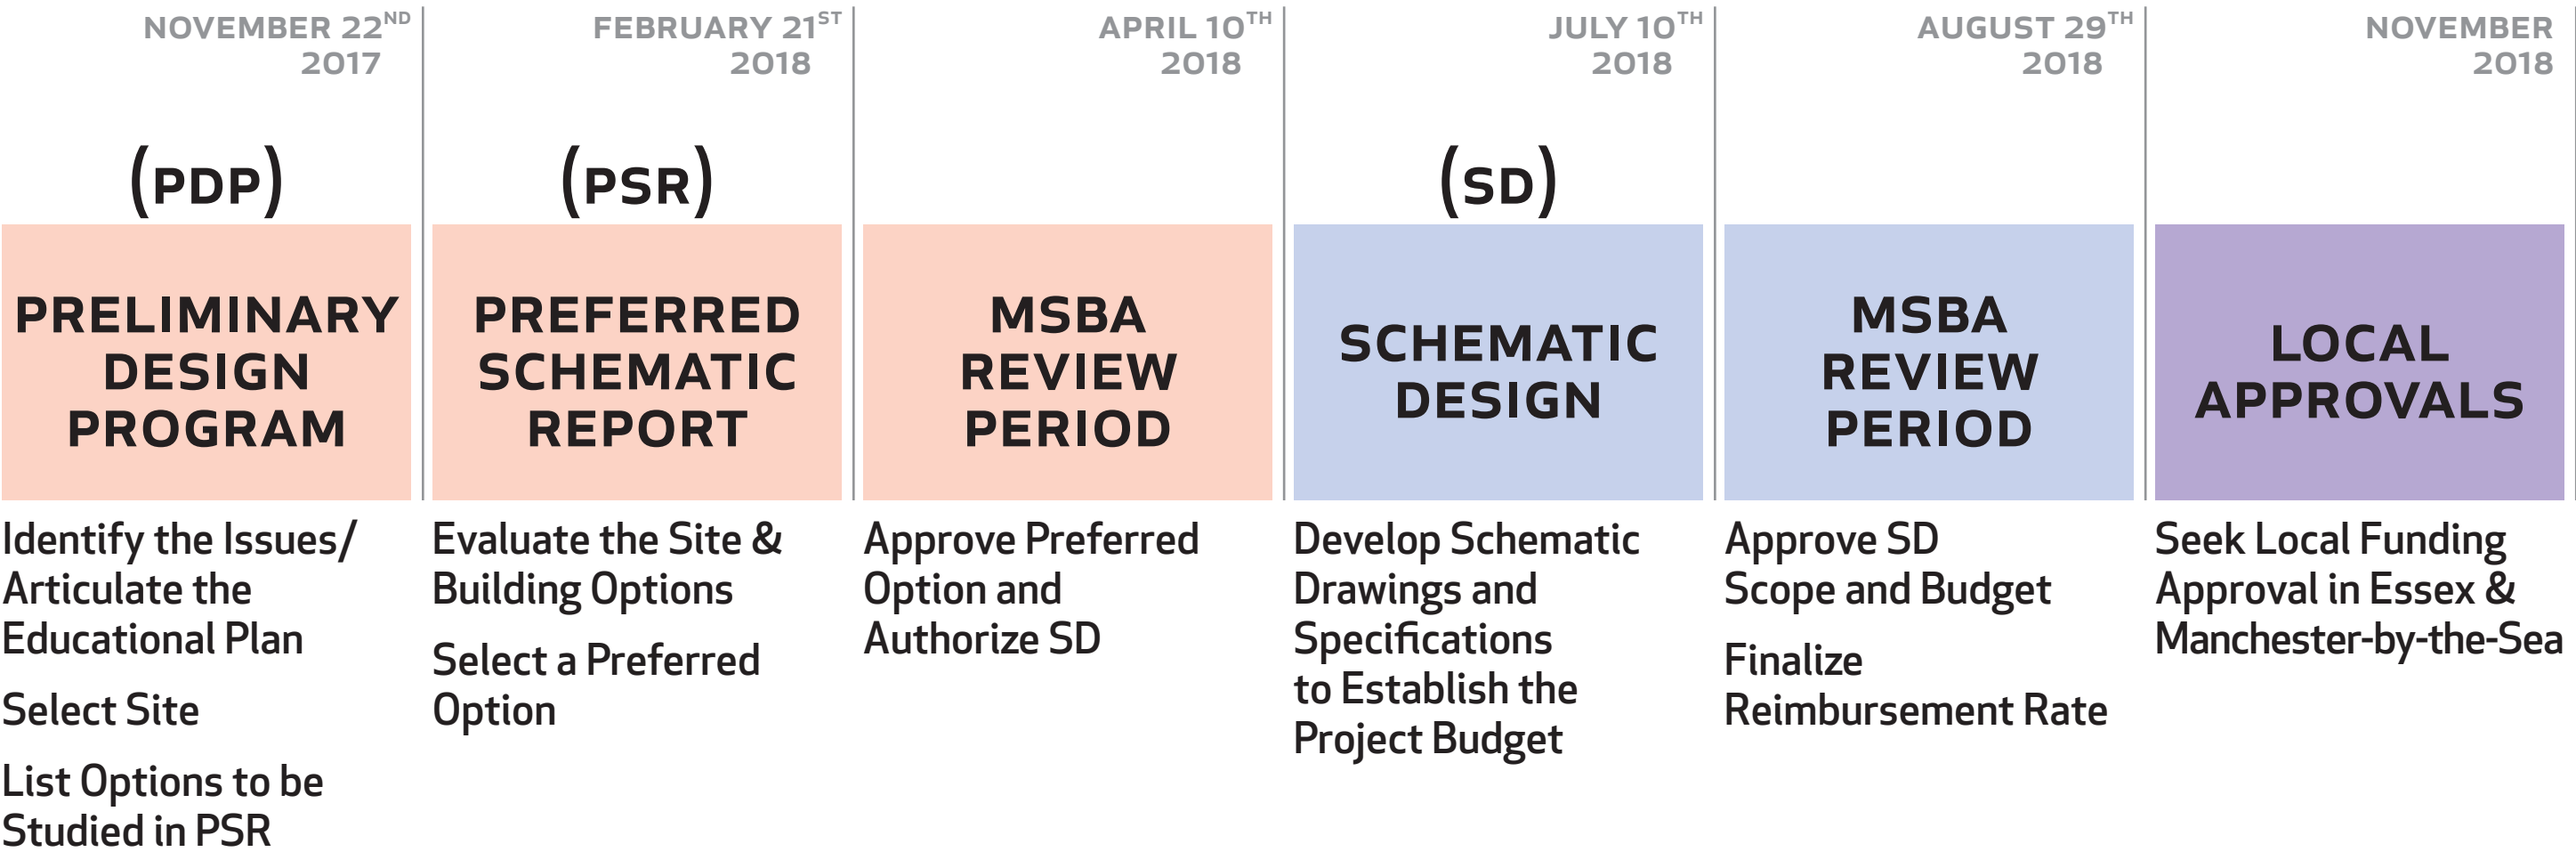 NOVEMBER 22ND
2017
(PDP)
PRELIMINARY
DESIGN
PROGRAM
Identify the Issues/
Articulate the
Educational Plan
Select Site
List Options to be
Studied in PSR
FEBRUARY 21ST
2018
(PSR)
PREFERRED
SCHEMATIC
REPORT
Evaluate the Site &
Building Options
Select a Preferred
Option
APRIL 10TH
2018
MSBA
REVIEW
PERIOD
Approve Preferred
Option and
Authorize SD
JULY 10TH
2018
(SD)
SCHEMATIC
DESIGN
Develop Schematic
Drawings and
Specifications
to Establish the
Project Budget
AUGUST 29TH
2018
MSBA
REVIEW
PERIOD
Approve SD
Scope and Budget
Finalize
Reimbursement Rate
NOVEMBER
2018
LOCAL
APPROVALS
Seek Local Funding
Approval in Essex &
Manchester-by-the-Sea